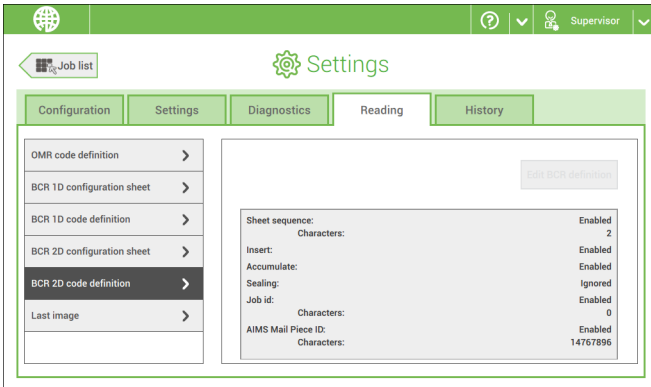 Supervisor
Job list
Settings
Configuration
Settings
Diagnostics
Reading
History
OMR code definition
BCR 1D configuration sheet
BCR 1D code definition
BCR 2D configuration sheet
BCR 2D code definition
Last image
Edit BCR definition
Sheet sequence: Enabled
Characters: 2
Insert: Enabled
Accumulate: Enabled
Sealing: Ignored
Job id: Enabled
Characters: 0
AIMS Mail Piece ID: Enabled
Characters: 14767896